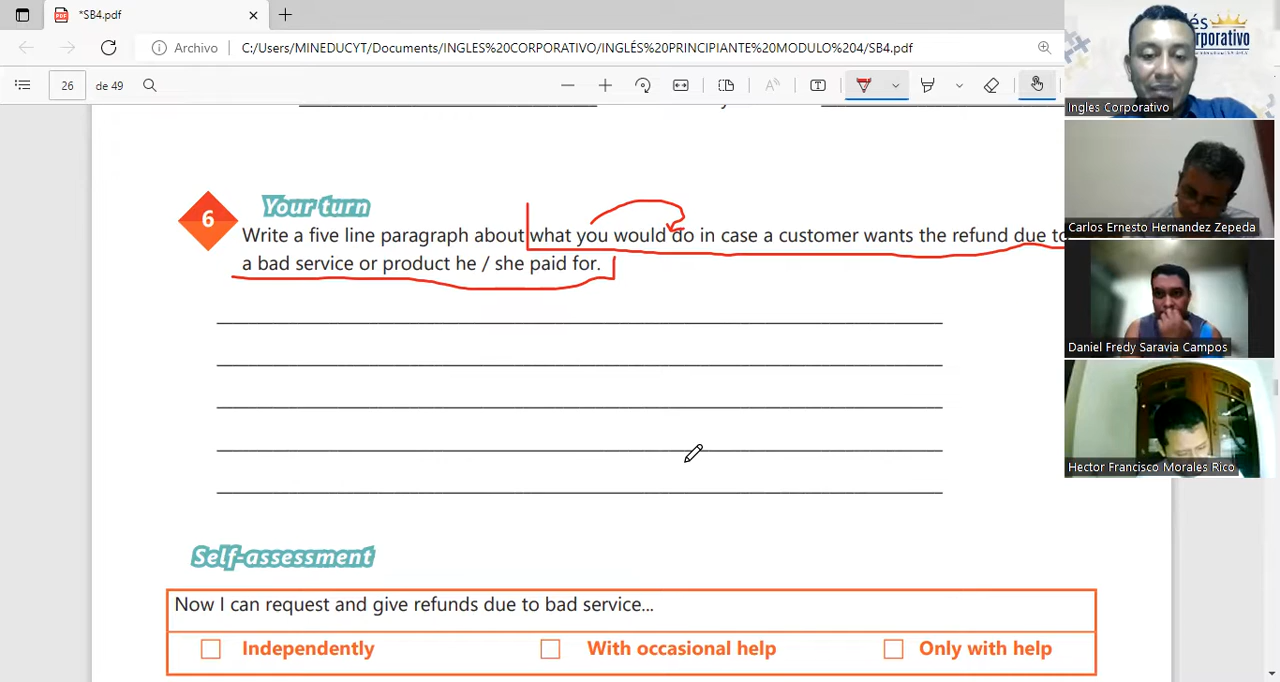 *SB4.pdf
Archivo
C:/Users/MINEDUCYT/Documents/INGLES%20CORPORATIVO/INGLÉS%20PRINCIPIANTE%20MODULO%204/SB4.pdf
26
de 49
6
Your turn
Write a five line paragraph about what you would do in case a customer wants the refund due to
a bad service or product he / she paid for.
Self-assessment
Now I can request and give refunds due to bad service...
Independently
With occasional help
Only with help
Ingles Corporativo
Carlos Ernesto Hernandez Zepeda
Daniel Fredy Saravia Campos
Hector Francisco Morales Rico